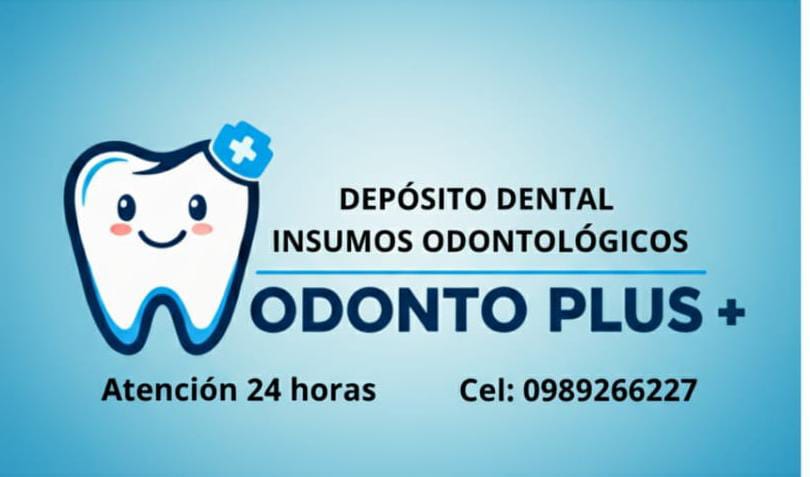 DEPÓSITO DENTAL
INSUMOS ODONTOLÓGICOS
ODONTO PLUS +
Atención 24 horas
Cel: 0989266227